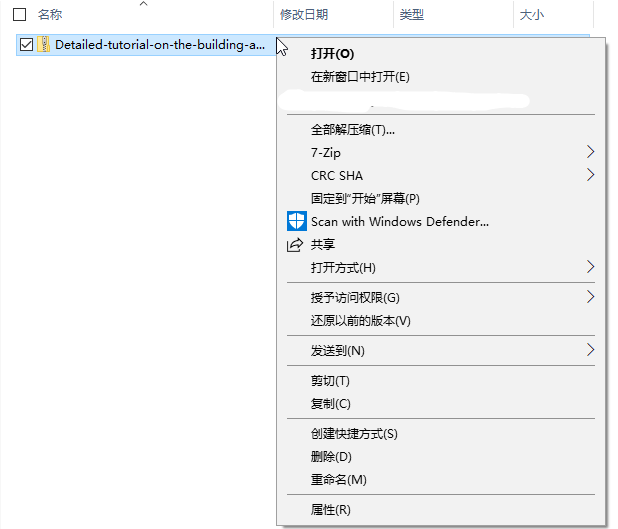 名称 修改日期 类型 大小
Detailed-tutorial-on-the-building-a...
打开(O)
在新窗口中打开(E)
全部解压缩(T)...
7-Zip
CRC SHA
固定到"开始"屏幕(P)
Scan with Windows Defender...
共享
打开方式(H)
授予访问权限(G)
还原以前的版本(V)
发送到(N)
剪切(T)
复制(C)
创建快捷方式(S)
删除(D)
重命名(M)
属性(R)